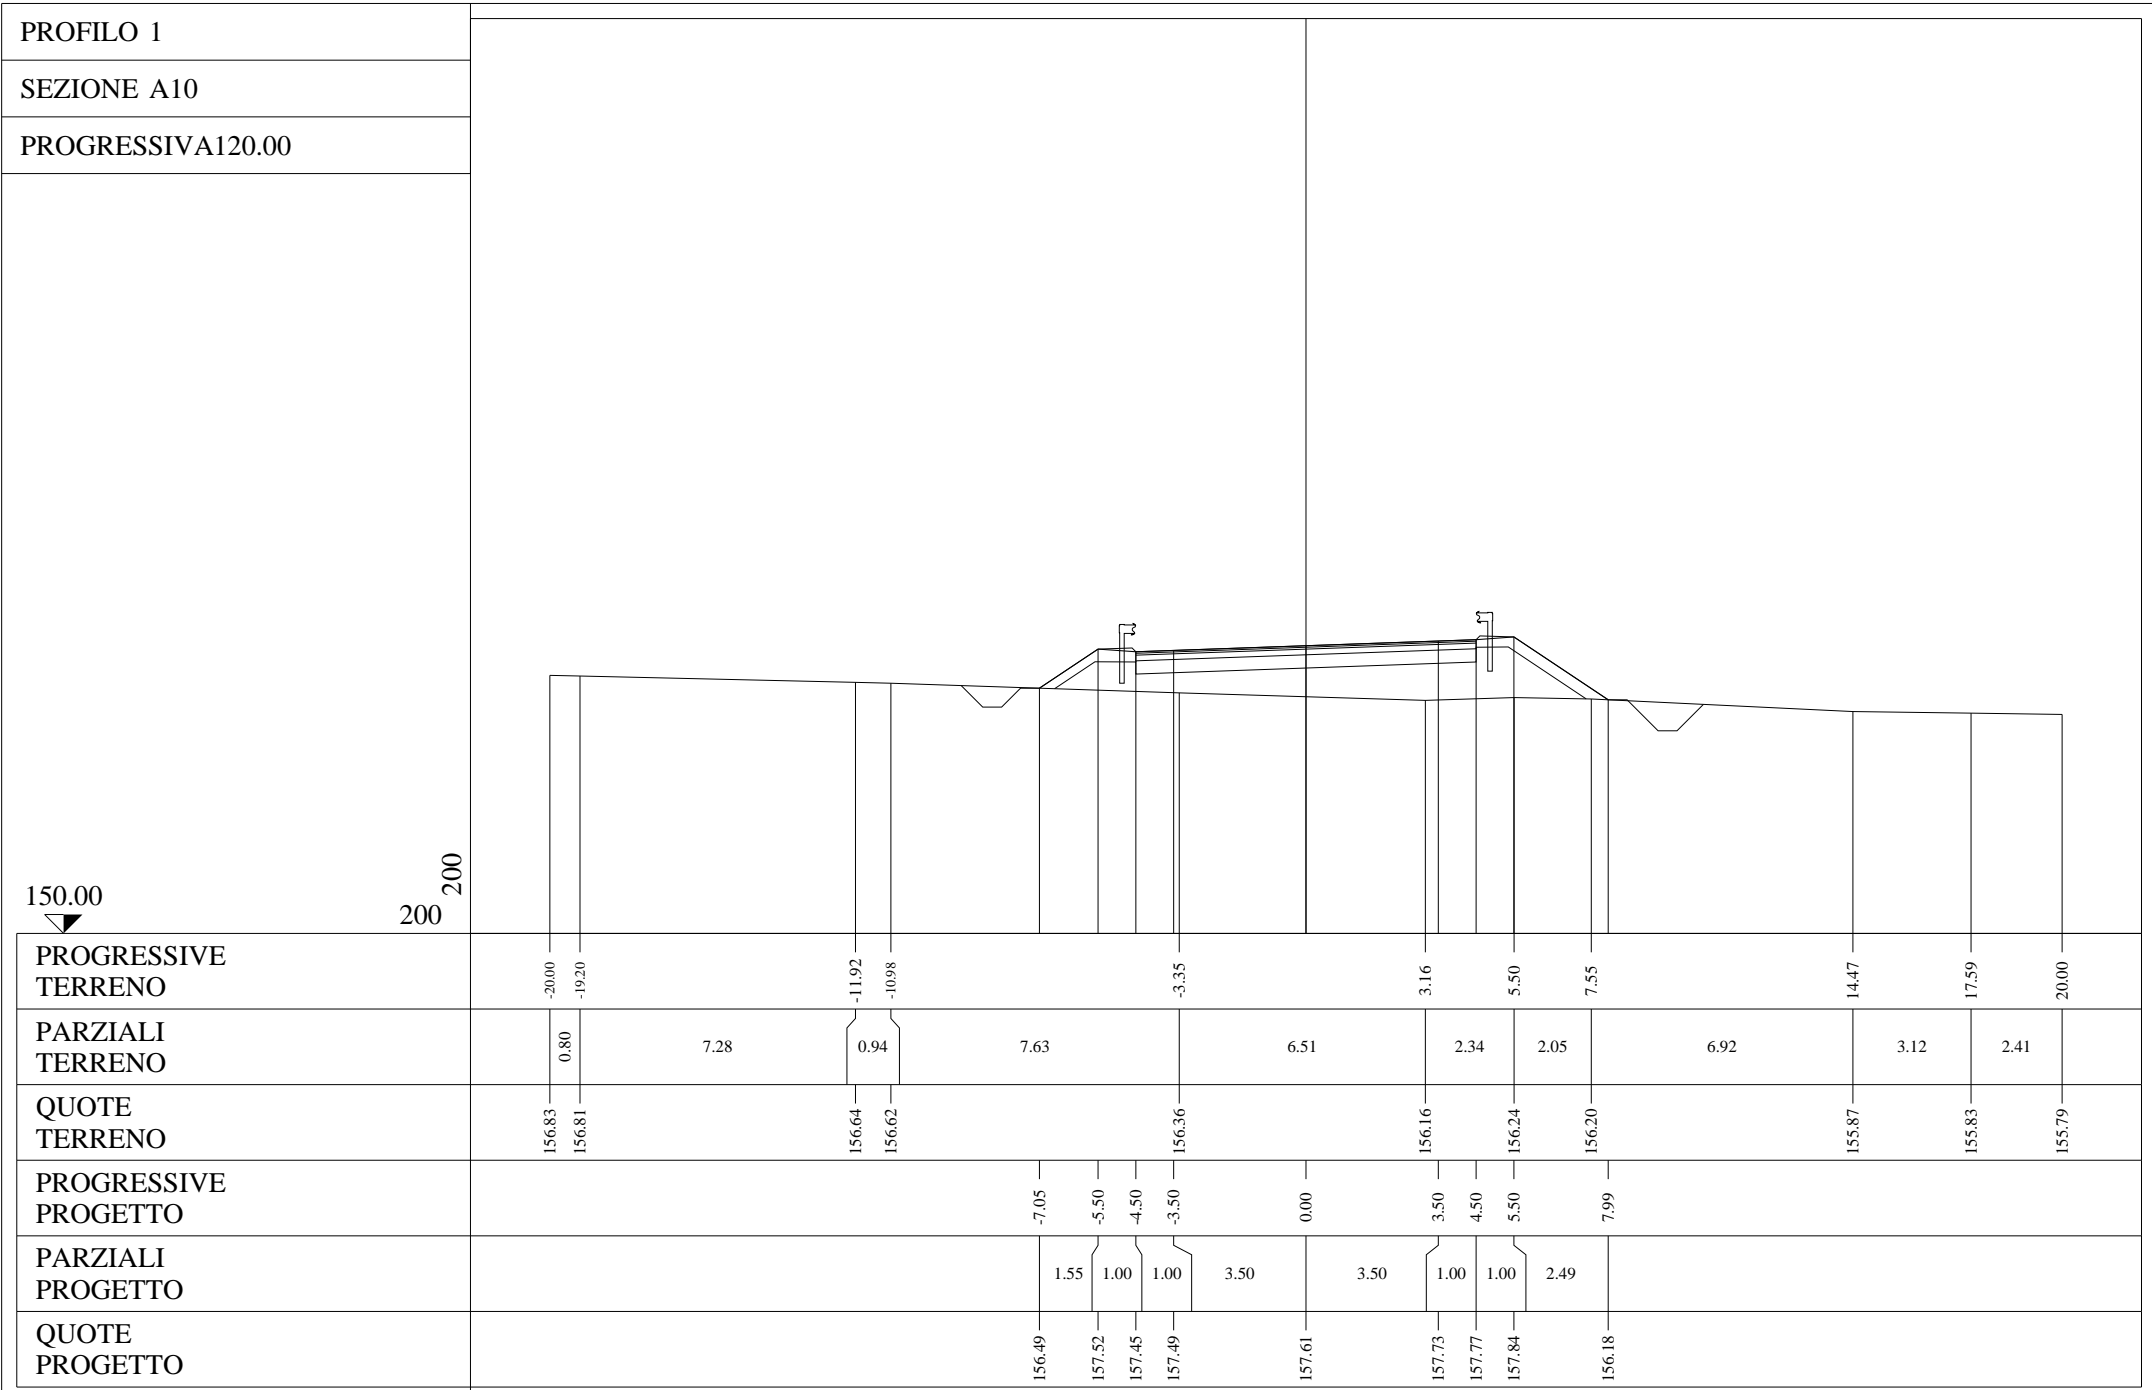 PROFILO 1
SEZIONE A10
PROGRESSIVA120.00
150.00
200
200
PROGRESSIVE
TERRENO
-20.00 -19.20 -11.92 -10.98 -3.35 3.16 5.50 7.55 14.47 17.59 20.00
PARZIALI
TERRENO
0.80 7.28 0.94 7.63 6.51 2.34 2.05 6.92 3.12 2.41
QUOTE
TERRENO
156.83 156.81 156.64 156.62 156.36 156.16 156.24 156.20 155.87 155.83 155.79
PROGRESSIVE
PROGETTO
-7.05 -5.50 -4.50 -3.50 0.00 3.50 4.50 5.50 7.99
PARZIALI
PROGETTO
1.55 1.00 1.00 3.50 3.50 1.00 1.00 2.49
QUOTE
PROGETTO
156.49 157.52 157.45 157.49 157.61 157.73 157.77 157.84 156.18